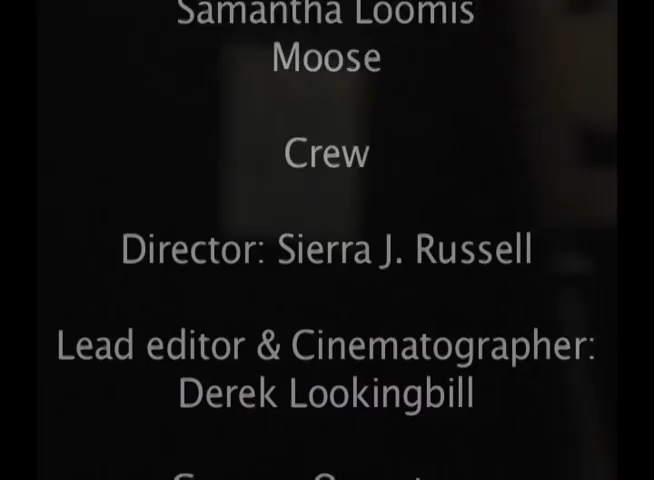 Samantha Loomis
Moose
Crew
Director: Sierra J. Russell
Lead editor & Cinematographer:
Derek Lookingbill